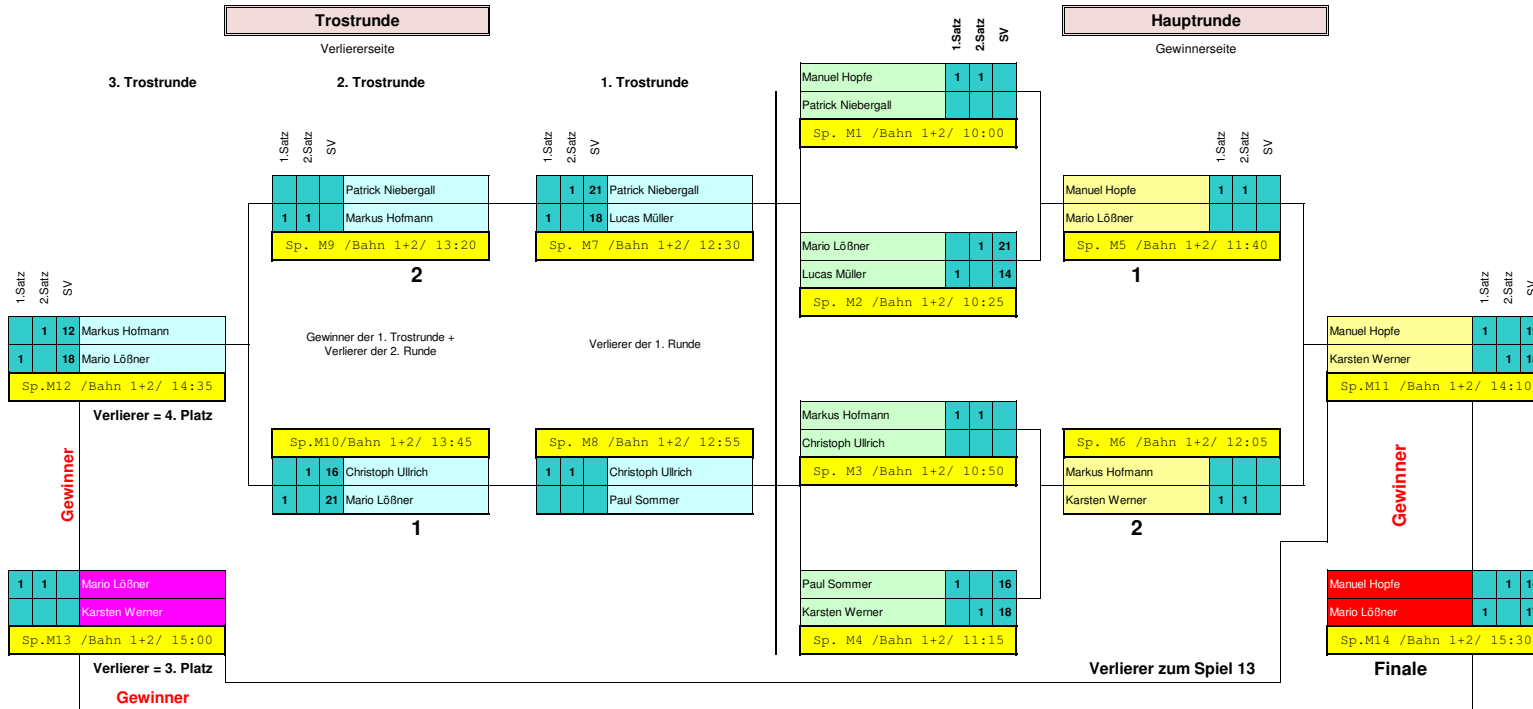 Trostrunde
Hauptrunde
Verliererseite
Gewinnerseite
1.Satz 2.Satz SV
3. Trostrunde 2. Trostrunde 1. Trostrunde
Manuel Hopfe 1 1
Patrick Niebergall
Sp. M1 /Bahn 1+2/ 10:00
1.Satz 2.Satz SV
1.Satz 2.Satz SV
1.Satz 2.Satz SV
Patrick Niebergall
1 1 Markus Hofmann
Sp. M9 /Bahn 1+2/ 13:20
2
1 21 Patrick Niebergall
1 18 Lucas Müller
Sp. M7 /Bahn 1+2/ 12:30
Manuel Hopfe 1 1
Mario Lößner
Sp. M5 /Bahn 1+2/ 11:40
1
Mario Lößner 1 21
Lucas Müller 1 14
Sp. M2 /Bahn 1+2/ 10:25
1.Satz 2.Satz SV
1 12 Markus Hofmann
1 18 Mario Lößner
Sp.M12 /Bahn 1+2/ 14:35
Verlierer = 4. Platz
Gewinner der 1. Trostrunde +
Verlierer der 2. Runde
Verlierer der 1. Runde
1.Satz 2.Satz SV
Manuel Hopfe 1
Karsten Werner 1
Sp.M11 /Bahn 1+2/ 14:10
Markus Hofmann 1 1
Christoph Ullrich
Sp. M3 /Bahn 1+2/ 10:50
Sp.M10/Bahn 1+2/ 13:45
1 16 Christoph Ullrich
1 21 Mario Lößner
1
Sp. M8 /Bahn 1+2/ 12:55
1 1 Christoph Ullrich
Paul Sommer
Sp. M6 /Bahn 1+2/ 12:05
Markus Hofmann
Karsten Werner 1 1
2
Gewinner
Gewinner
Paul Sommer 1 16
Karsten Werner 1 18
Sp. M4 /Bahn 1+2/ 11:15
1 1 Mario Lößner
Karsten Werner
Sp.M13 /Bahn 1+2/ 15:00
Verlierer = 3. Platz
Gewinner
Verlierer zum Spiel 13
Manuel Hopfe 1
Mario Lößner 1
Sp.M14 /Bahn 1+2/ 15:30
Finale